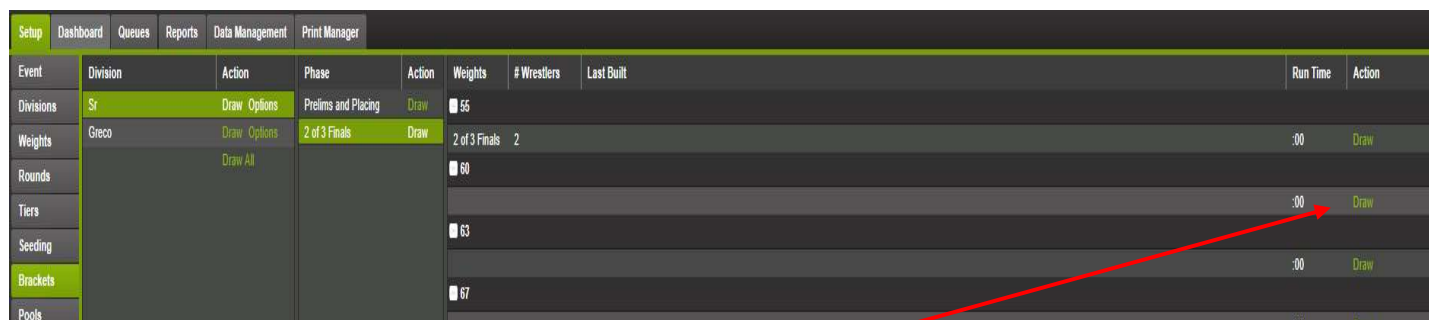 Setup Dashboard Queues Reports Data Management Print Manager
Event Division Action Phase Action Weights # Wrestlers Last Built Run Time Action
Divisions Sr Draw Options Prelims and Placing Draw 55
Weights Greco Draw Options 2 of 3 Finals Draw 2 of 3 Finals 2 :00 Draw
Draw All 60
Rounds
Tiers :00 Draw
Seeding 63
Brackets :00 Draw
67
Pools